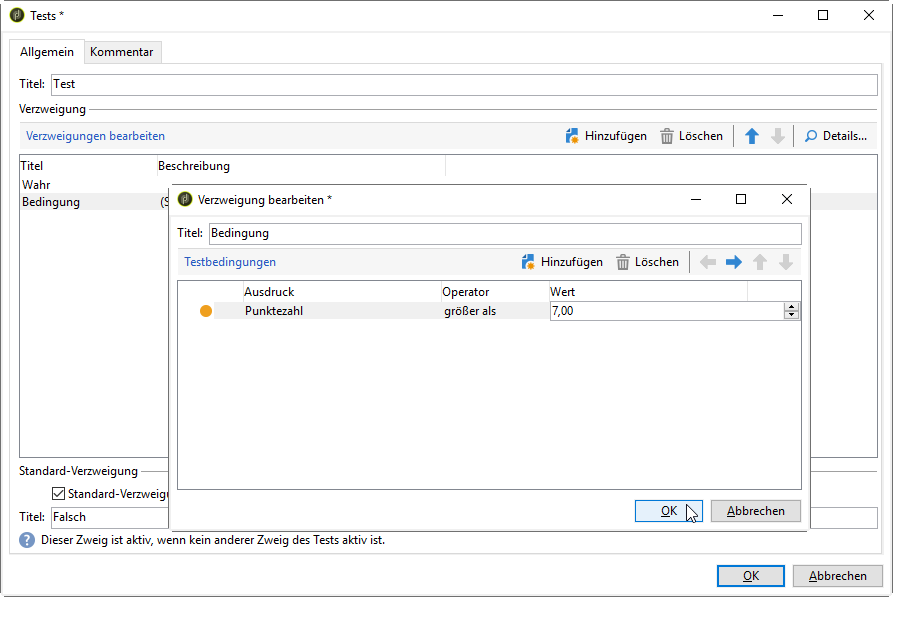 Tests *
Allgemein Kommentar
Titel: Test
Verzweigung
Verzweigungen bearbeiten Hinzufügen Löschen Details...
Titel Beschreibung
Wahr
Bedingung (S
Verzweigung bearbeiten *
Titel: Bedingung
Testbedingungen Hinzufügen Löschen
Ausdruck Operator Wert
Punktezahl größer als 7,00
OK Abbrechen
Standard-Verzweigung
Standard-Verzweigu
Titel: Falsch
Dieser Zweig ist aktiv, wenn kein anderer Zweig des Tests aktiv ist.
OK Abbrechen